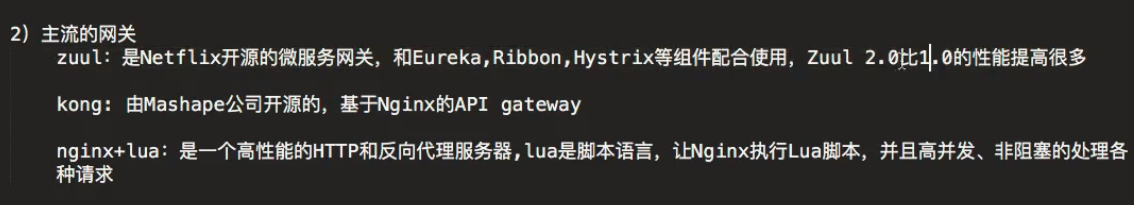 2）主流的网关
zuul：是Netflix开源的微服务网关，和Eureka,Ribbon,Hystrix等组件配合使用，Zuul 2.0比1.0的性能提高很多
kong: 由Mashape公司开源的，基于Nginx的API gateway
nginx+lua：是一个高性能的HTTP和反向代理服务器,lua是脚本语言，让Nginx执行Lua脚本，并且高并发、非阻塞的处理各
种请求